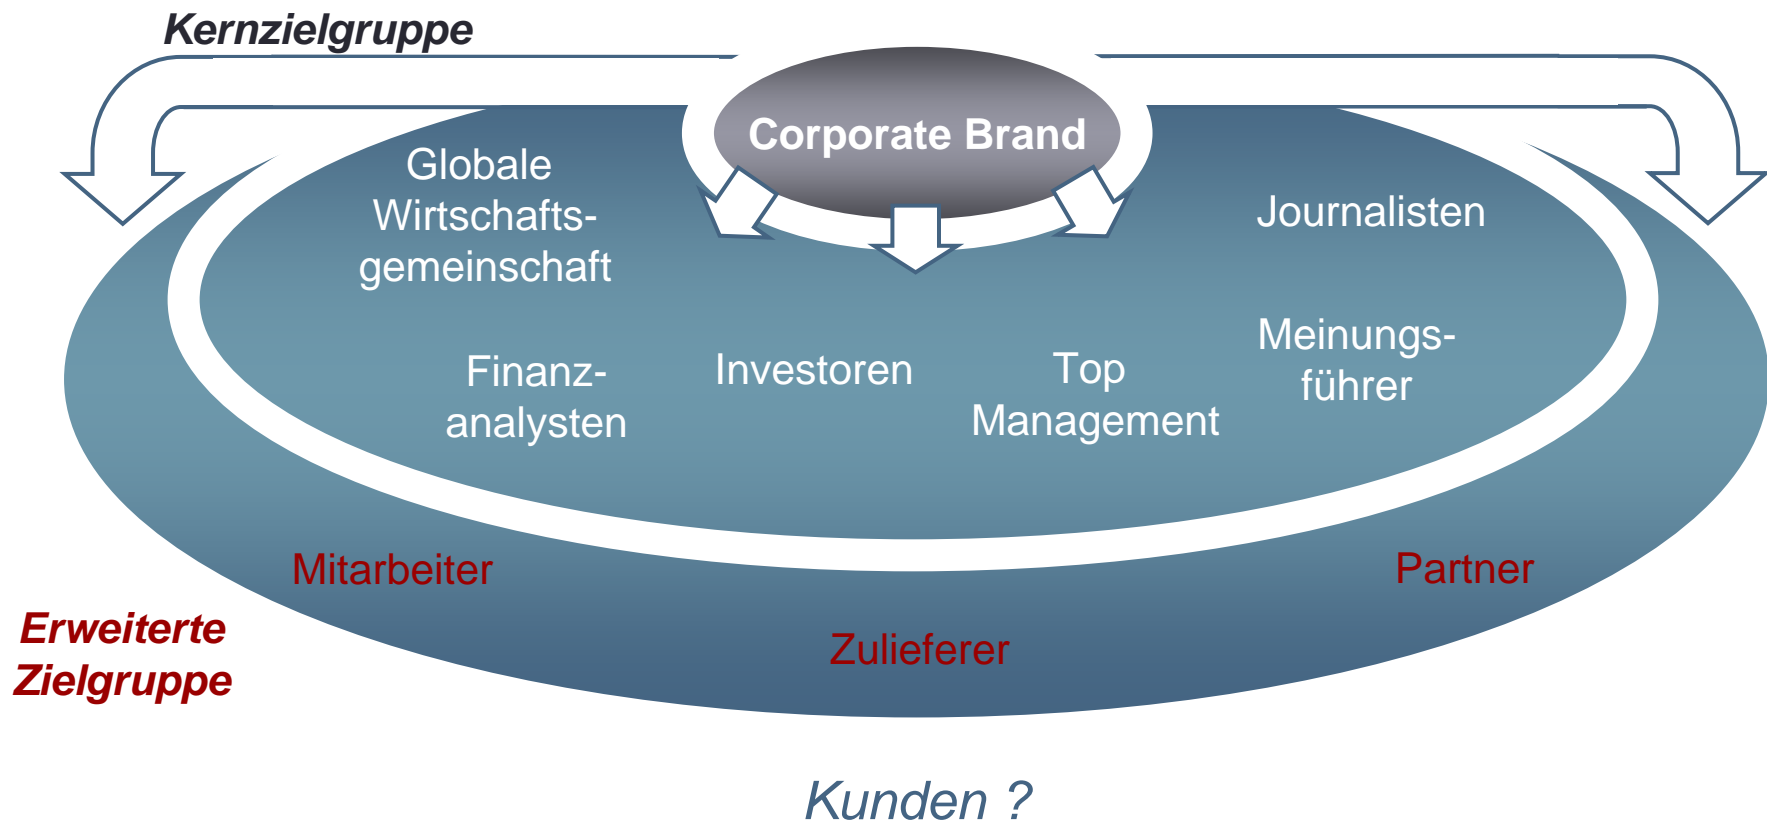 Kernzielgruppe
Corporate Brand
Globale
Wirtschafts-
gemeinschaft
Journalisten
Finanz-
analysten
Investoren
Top
Management
Meinungs-
führer
Mitarbeiter
Partner
Zulieferer
Erweiterte
Zielgruppe
Kunden ?